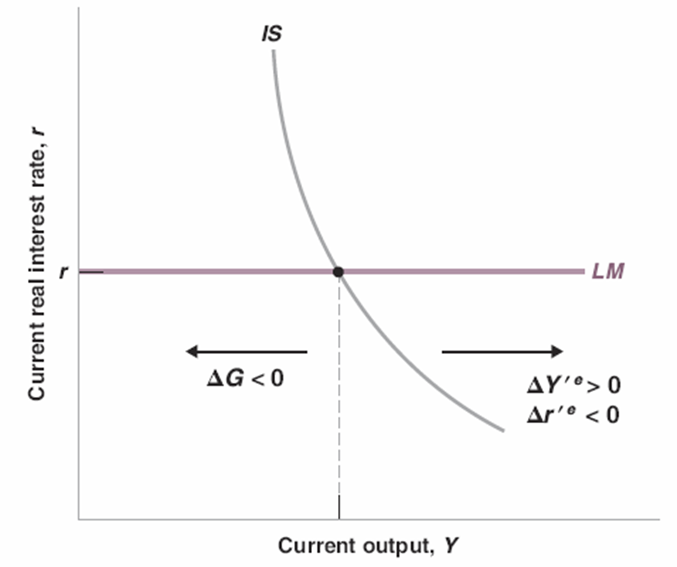 IS
Current real interest rate, r
r
LM
ΔG < 0
ΔY′ᵉ > 0
Δr′ᵉ < 0
Current output, Y